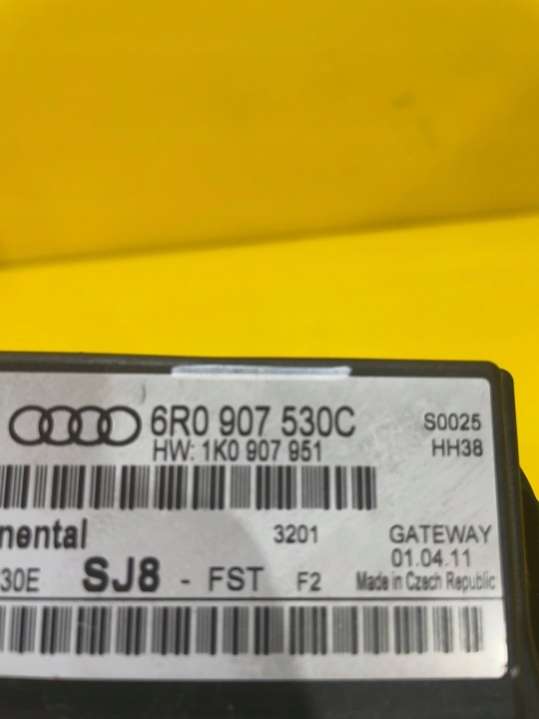 6R0 907 530C S0025
HW: 1K0 907 951 HH38
nental 3201 GATEWAY
01.04.11
30E SJ8 - FST F2 Made in Czech Republic